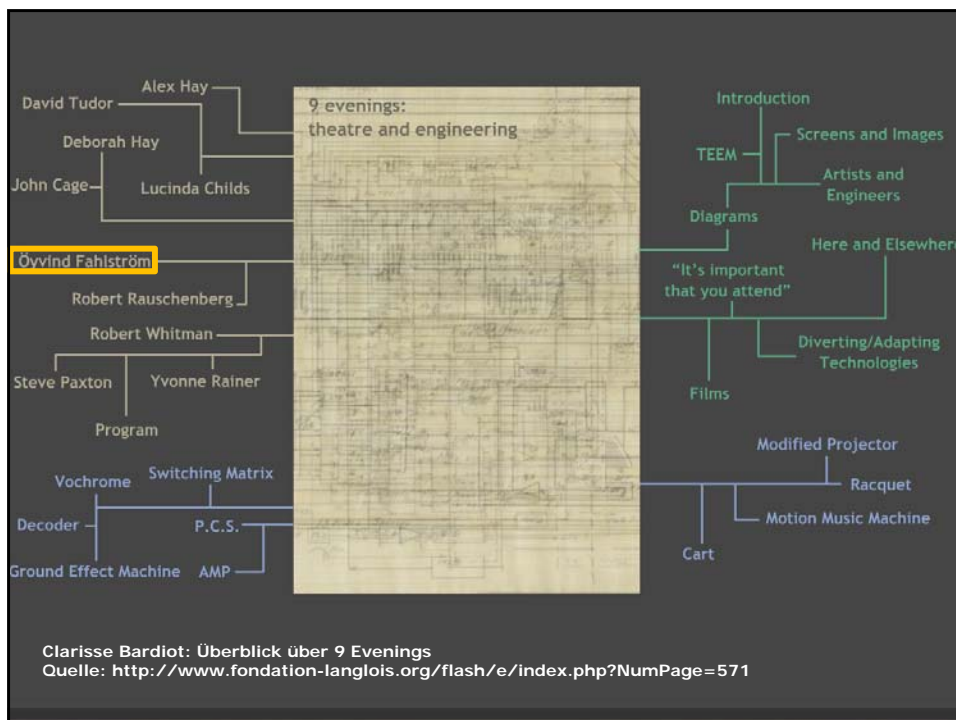 Alex Hay
David Tudor
Deborah Hay
John Cage
Lucinda Childs
Öyvind Fahlström
Robert Rauschenberg
Robert Whitman
Steve Paxton
Yvonne Rainer
Program
Vochrome
Switching Matrix
Decoder
P.C.S.
Ground Effect Machine
AMP
9 evenings:
theatre and engineering
Introduction
Screens and Images
TEEM
Artists and
Engineers
Diagrams
Here and Elsewhere
"It's important
that you attend"
Diverting/Adapting
Technologies
Films
Modified Projector
Racquet
Motion Music Machine
Cart
Clarisse Bardiot: Überblick über 9 Evenings
Quelle: http://www.fondation-langlois.org/flash/e/index.php?NumPage=571